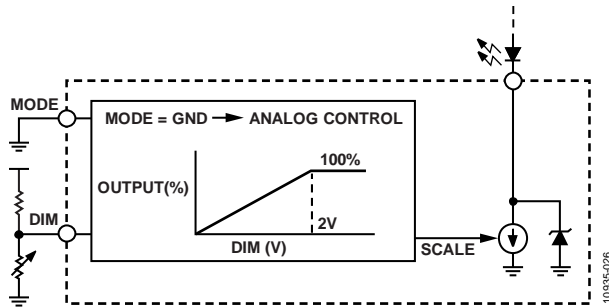 MODE
MODE = GND → ANALOG CONTROL
100%
OUTPUT(%)
DIM
2V
DIM (V)
SCALE
10935-026